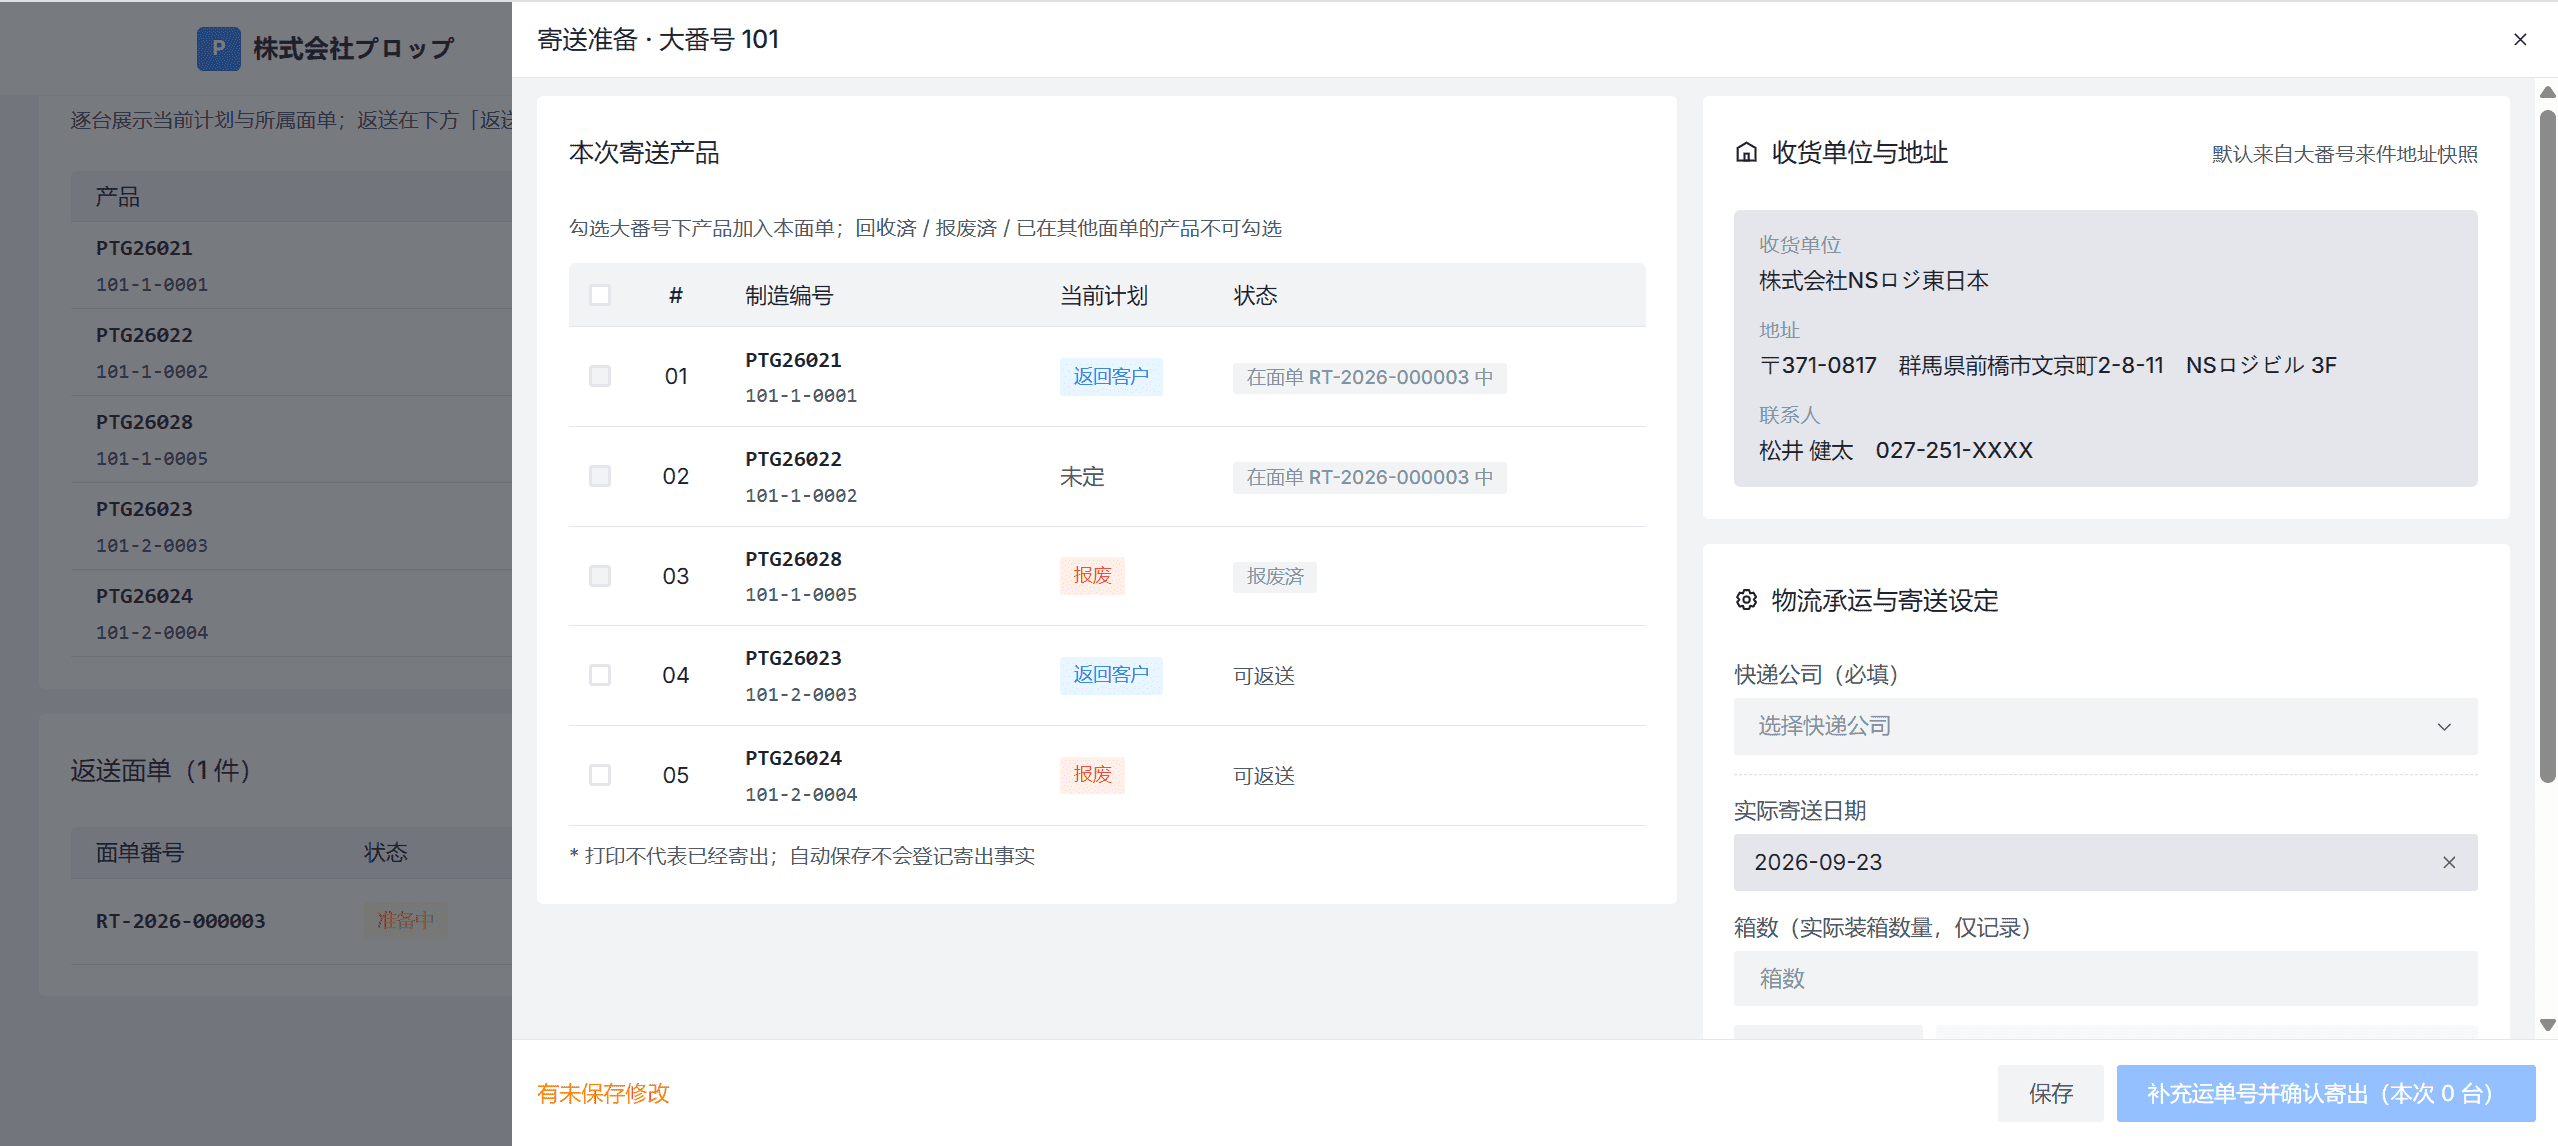 P 株式会社プロップ
逐台展示当前计划与所属面单；返送在下方「返送
产品
PTG26021
101-1-0001
PTG26022
101-1-0002
PTG26028
101-1-0005
PTG26023
101-2-0003
PTG26024
101-2-0004
返送面单（1 件）
面单番号 状态
RT-2026-000003 准备中
寄送准备 · 大番号 101
本次寄送产品
勾选大番号下产品加入本面单；回收済 / 报废済 / 已在其他面单的产品不可勾选
# 制造编号 当前计划 状态
01 PTG26021 返回客户 在面单 RT-2026-000003 中
101-1-0001
02 PTG26022 未定 在面单 RT-2026-000003 中
101-1-0002
03 PTG26028 报废 报废済
101-1-0005
04 PTG26023 返回客户 可返送
101-2-0003
05 PTG26024 报废 可返送
101-2-0004
* 打印不代表已经寄出；自动保存不会登记寄出事实
收货单位与地址 默认来自大番号来件地址快照
收货单位
株式会社NSロジ東日本
地址
〒371-0817　群馬県前橋市文京町2-8-11　NSロジビル 3F
联系人
松井 健太　027-251-XXXX
物流承运与寄送设定
快递公司（必填）
选择快递公司
实际寄送日期
2026-09-23
箱数（实际装箱数量，仅记录）
箱数
有未保存修改
保存
补充运单号并确认寄出（本次 0 台）